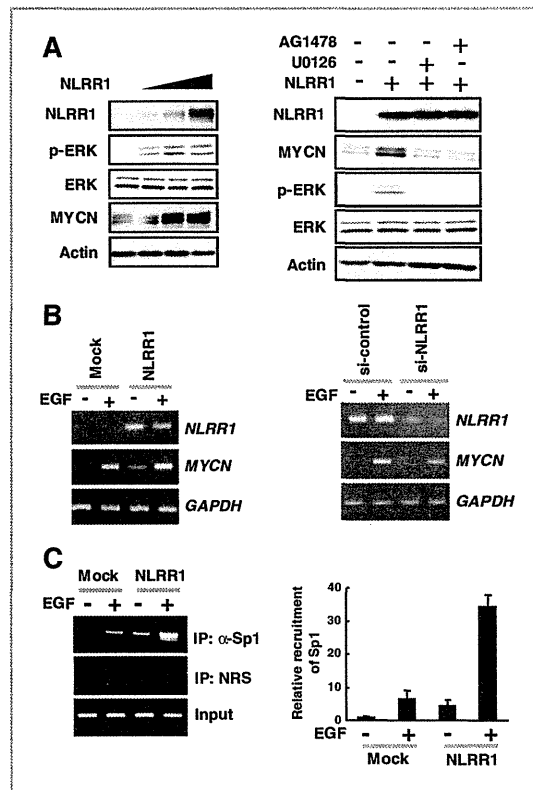 A
NLRR1
NLRR1
p-ERK
ERK
MYCN
Actin
AG1478 - - - +
U0126 - - + -
NLRR1 - + + +
NLRR1
MYCN
p-ERK
ERK
Actin
B
Mock NLRR1
EGF - + - +
NLRR1
MYCN
GAPDH
si-control si-NLRR1
EGF - + - +
NLRR1
MYCN
GAPDH
C
Mock NLRR1
EGF - + - +
IP: α-Sp1
IP: NRS
Input
Relative recruitment
of Sp1
40
30
20
10
0
EGF - + - +
Mock NLRR1